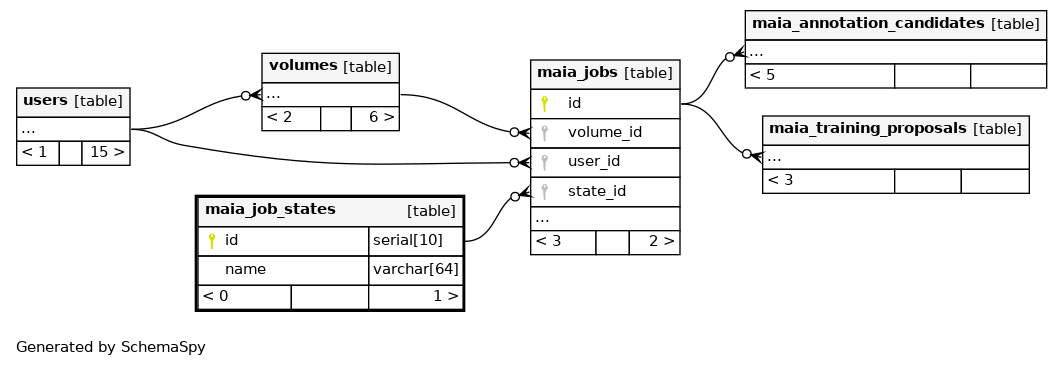 users [table]
...
< 1 15 >
volumes [table]
...
< 2 6 >
maia_job_states [table]
id serial[10]
name varchar[64]
< 0 1 >
maia_jobs [table]
id
volume_id
user_id
state_id
...
< 3 2 >
maia_annotation_candidates [table]
...
< 5
maia_training_proposals [table]
...
< 3
Generated by SchemaSpy